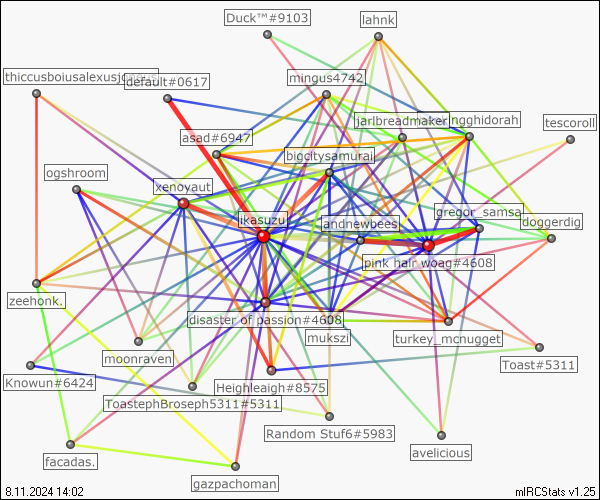 Duck™#9103
lahnk
thiccusboiusalexusjongus
default#0617
mingus4742
jarlbreadmaker
ngghidorah
tescoroll
asad#6947
bigcitysamurai
ogshroom
xenoyaut
ikasuzu
andnewbees
gregor_samsa
doggerdig
pink hair woag#4608
zeehonk.
disaster of passion#4608
mukszi
turkey_mcnugget
moonraven
Toast#5311
Knowun#6424
Heighleigh#8575
ToastephBroseph5311#5311
Random Stuf6#5983
avelicious
facadas.
gazpachoman
8.11.2024 14:02
mIRCStats v1.25